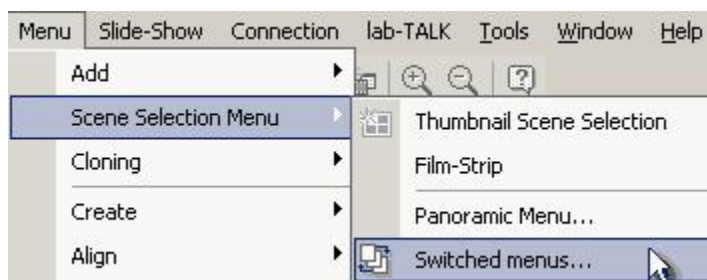 Menu Slide-Show Connection lab-TALK Tools Window Help
Add
Scene Selection Menu
Cloning
Create
Align
Thumbnail Scene Selection
Film-Strip
Panoramic Menu...
Switched menus...